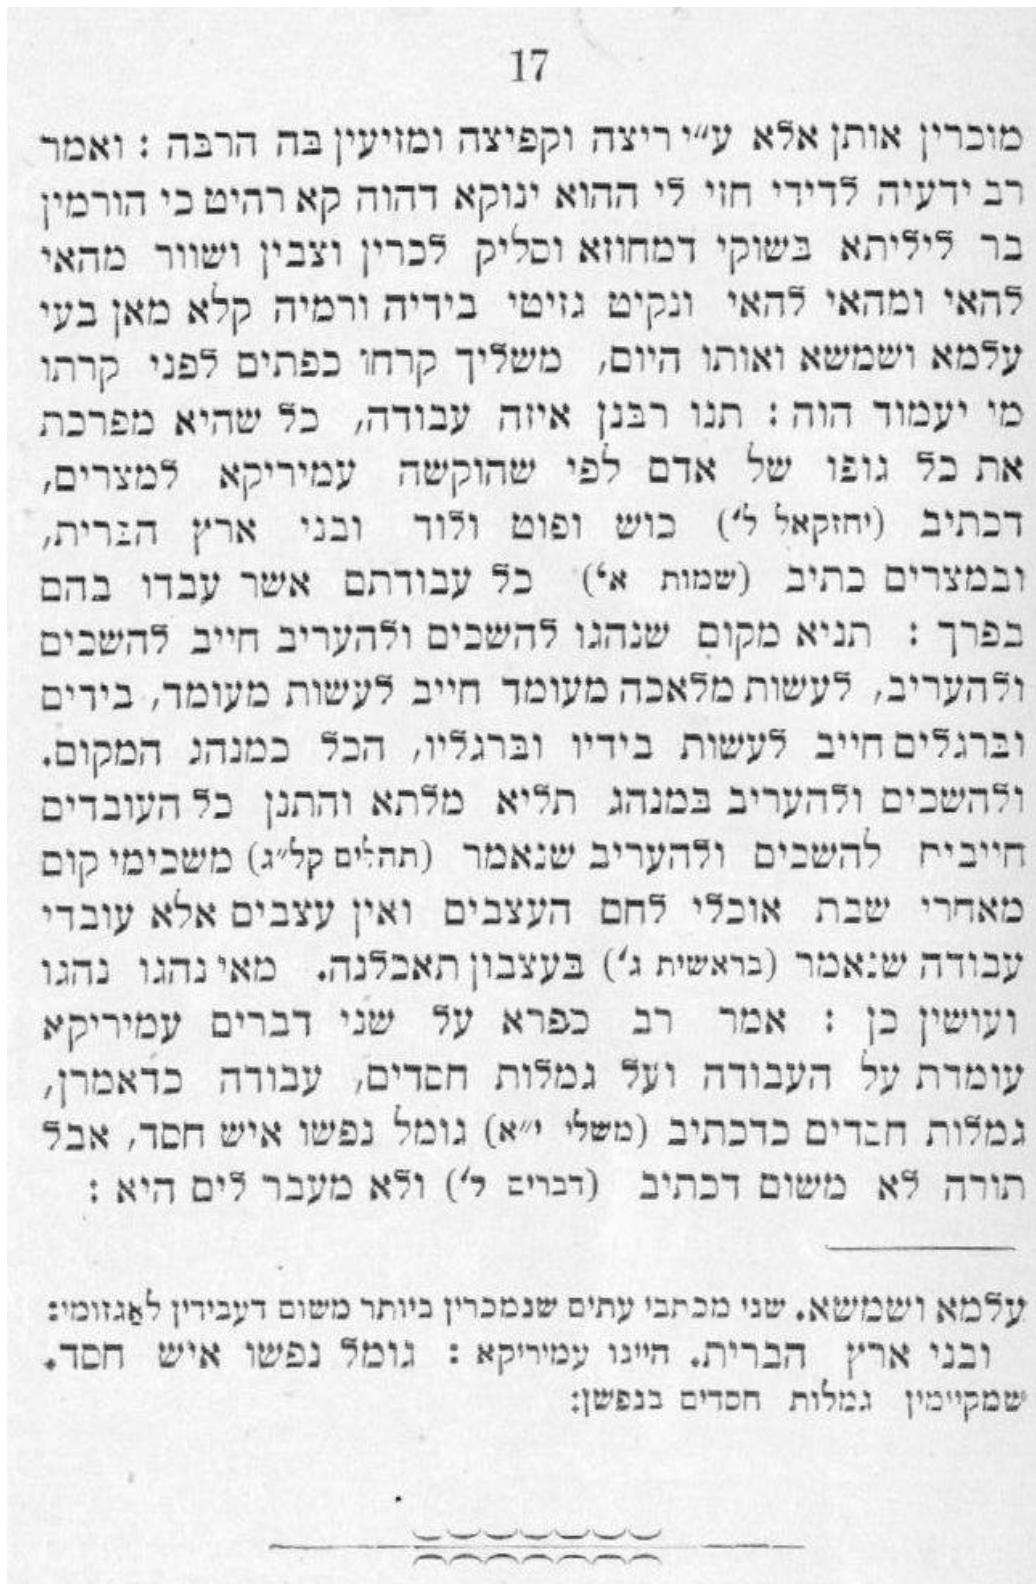 17
מוכרין אותן אלא ע״י ריצה וקפיצה ומזיעין בה הרבה : ואמר
רב ידעיה לדידי חזי לי ההוא ינוקא דהוה קא רהיט כי הורמין
בר ליליתא בשוקי דמחוזא וסליק לכרין וצבין ושוור מהאי
להאי ומהאי להאי ונקיט גזיטי בידיה ורמיה קלא מאן בעי
עלמא ושמשא ואותו היום, משליך קרחו כפתים לפני קרתו
מי יעמוד הוה : תנו רבנן איזה עבודה, כל שהיא מפרכת
את כל גופו של אדם לפי שהוקשה עמיריקא למצרים,
דכתיב (יחזקאל ל׳) כוש ופוט ולוד ובני ארץ הברית,
ובמצרים כתיב (שמות א׳) כל עבודתם אשר עבדו בהם
בפרך : תניא מקום שנהגו להשכים ולהעריב חייב להשכים
ולהעריב, לעשות מלאכה מעומד חייב לעשות מעומד, בידים
וברגלים חייב לעשות בידיו וברגליו, הכל כמנהג המקום.
ולהשכים ולהעריב במנהג תליא מלתא והתנן כל העובדים
חייבית להשכים ולהעריב שנאמר (תהלים קל״ג) משכימי קום
מאחרי שבת אוכלי לחם העצבים ואין עצבים אלא עובדי
עבודה שנאמר (בראשית ג׳) בעצבון תאכלנה. מאי נהגו נהגו
ועושין כן : אמר רב כפרא על שני דברים עמיריקא
עומדת על העבודה ועל גמלות חסדים, עבודה כדאמרן,
גמלות חסדים כדכתיב (משלי י״א) גומל נפשו איש חסד, אבל
תורה לא משום דכתיב (דברים ל׳) ולא מעבר לים היא :
עלמא ושמשא. שני מכתבי עתים שנמכרין ביותר משום דעבידין לאַגזומי:
ובני ארץ הברית. היינו עמיריקא : גומל נפשו איש חסד.
שמקיימין גמלות חסדים בנפשן: